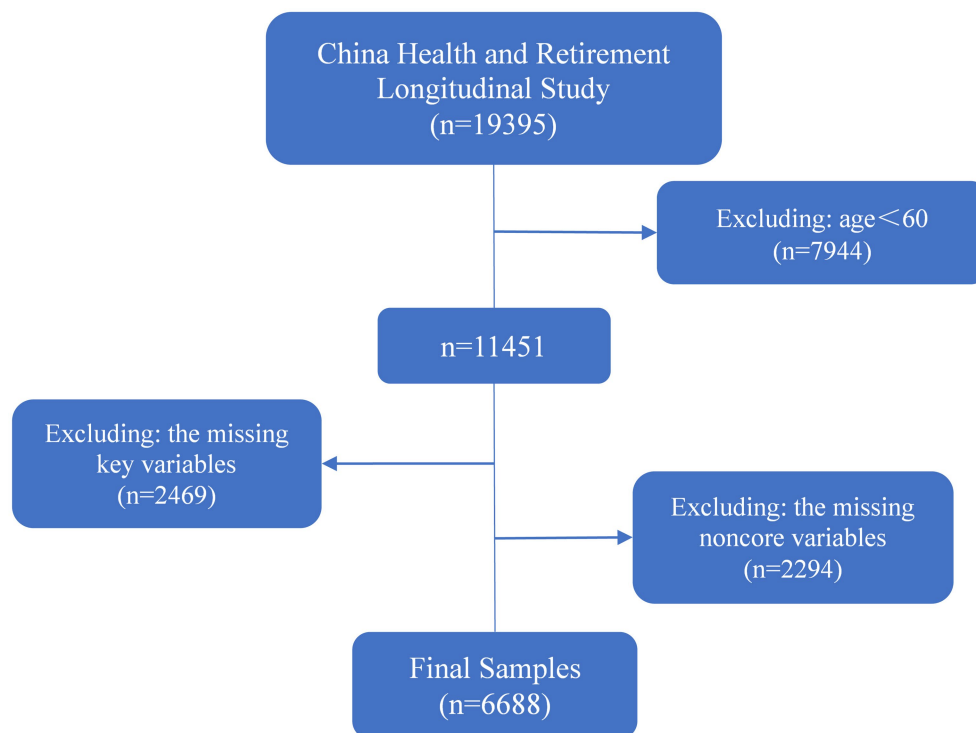 China Health and Retirement
Longitudinal Study
(n=19395)
Excluding: age＜60
(n=7944)
n=11451
Excluding: the missing
key variables
(n=2469)
Excluding: the missing
noncore variables
(n=2294)
Final Samples
(n=6688)